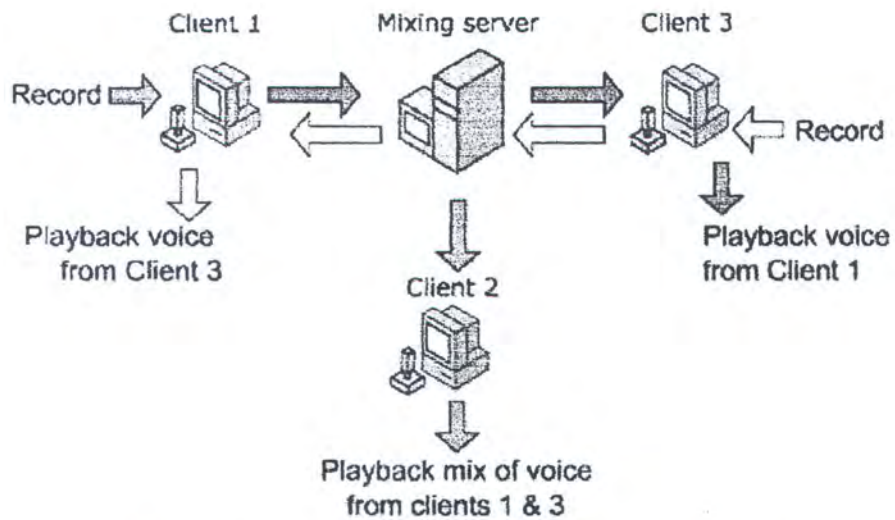 Client 1
Mixing server
Client 3
Record
Record
Playback voice
from Client 3
Playback voice
from Client 1
Client 2
Playback mix of voice
from clients 1 & 3